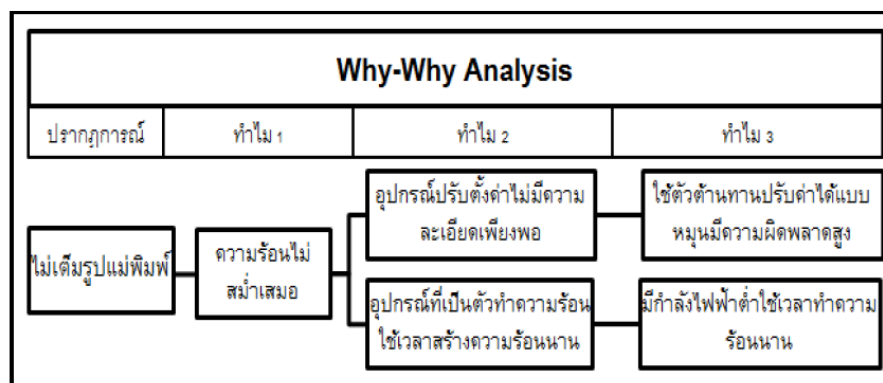 Why-Why Analysis
ปรากฏการณ์
ทำไม 1
ทำไม 2
ทำไม 3
ไม่เต็มรูปแม่พิมพ์
ความร้อนไม่
สม่ำเสมอ
อุปกรณ์ปรับตั้งค่าไม่มีความ
ละเอียดเพียงพอ
ใช้ตัวต้านทานปรับค่าได้แบบ
หมุนมีความผิดพลาดสูง
อุปกรณ์ที่เป็นตัวทำความร้อน
ใช้เวลาสร้างความร้อนนาน
มีกำลังไฟฟ้าต่ำใช้เวลาทำความ
ร้อนนาน